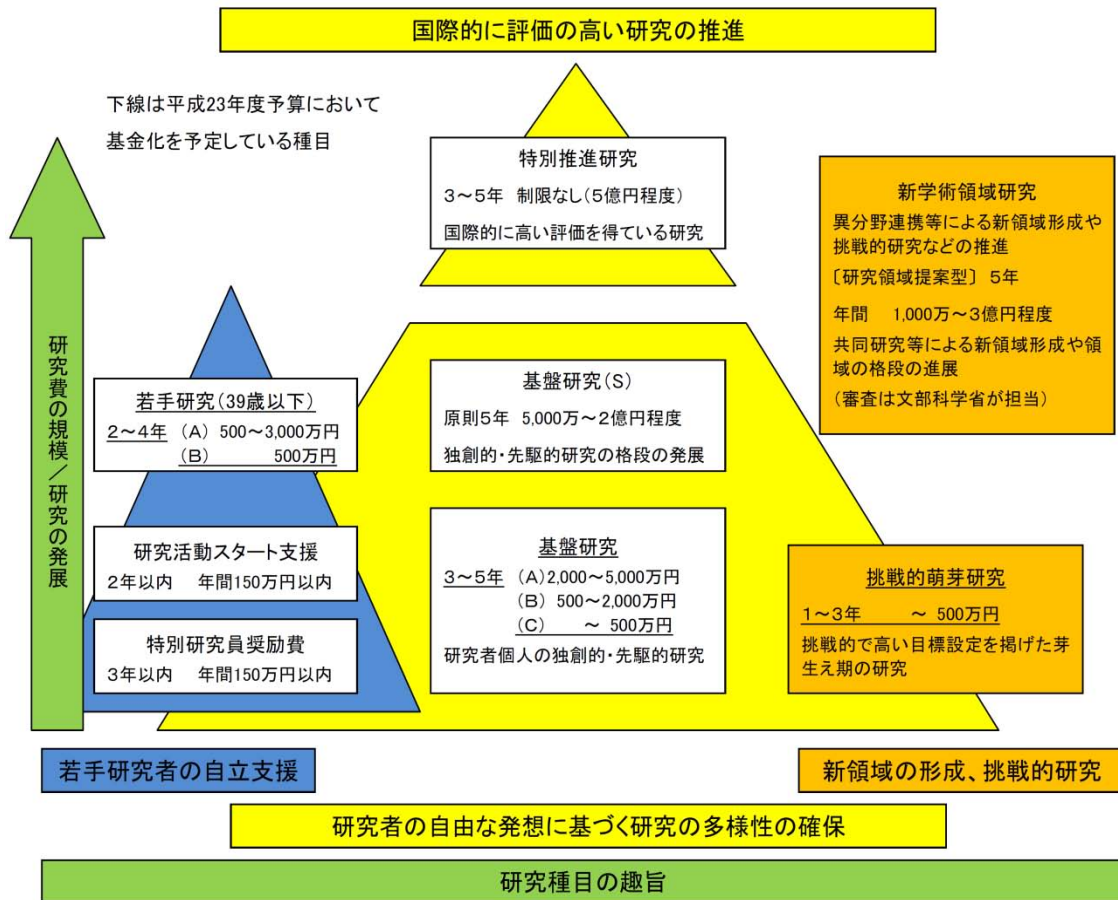 国際的に評価の高い研究の推進
下線は平成23年度予算において
基金化を予定している種目
特別推進研究
3～5年 制限なし(5億円程度)
国際的に高い評価を得ている研究
新学術領域研究
異分野連携等による新領域形成や
挑戦的研究などの推進
〔研究領域提案型〕 5年
年間 1,000万～3億円程度
共同研究等による新領域形成や領
域の格段の進展
(審査は文部科学省が担当)
研究費の規模／研究の発展
若手研究(39歳以下)
2～4年 (A) 500～3,000万円
(B) 500万円
基盤研究(S)
原則5年 5,000万～2億円程度
独創的・先駆的研究の格段の発展
研究活動スタート支援
2年以内 年間150万円以内
特別研究員奨励費
3年以内 年間150万円以内
基盤研究
3～5年 (A)2,000～5,000万円
(B) 500～2,000万円
(C) ～ 500万円
研究者個人の独創的・先駆的研究
挑戦的萌芽研究
1～3年 ～ 500万円
挑戦的で高い目標設定を掲げた芽
生え期の研究
若手研究者の自立支援
新領域の形成、挑戦的研究
研究者の自由な発想に基づく研究の多様性の確保
研究種目の趣旨